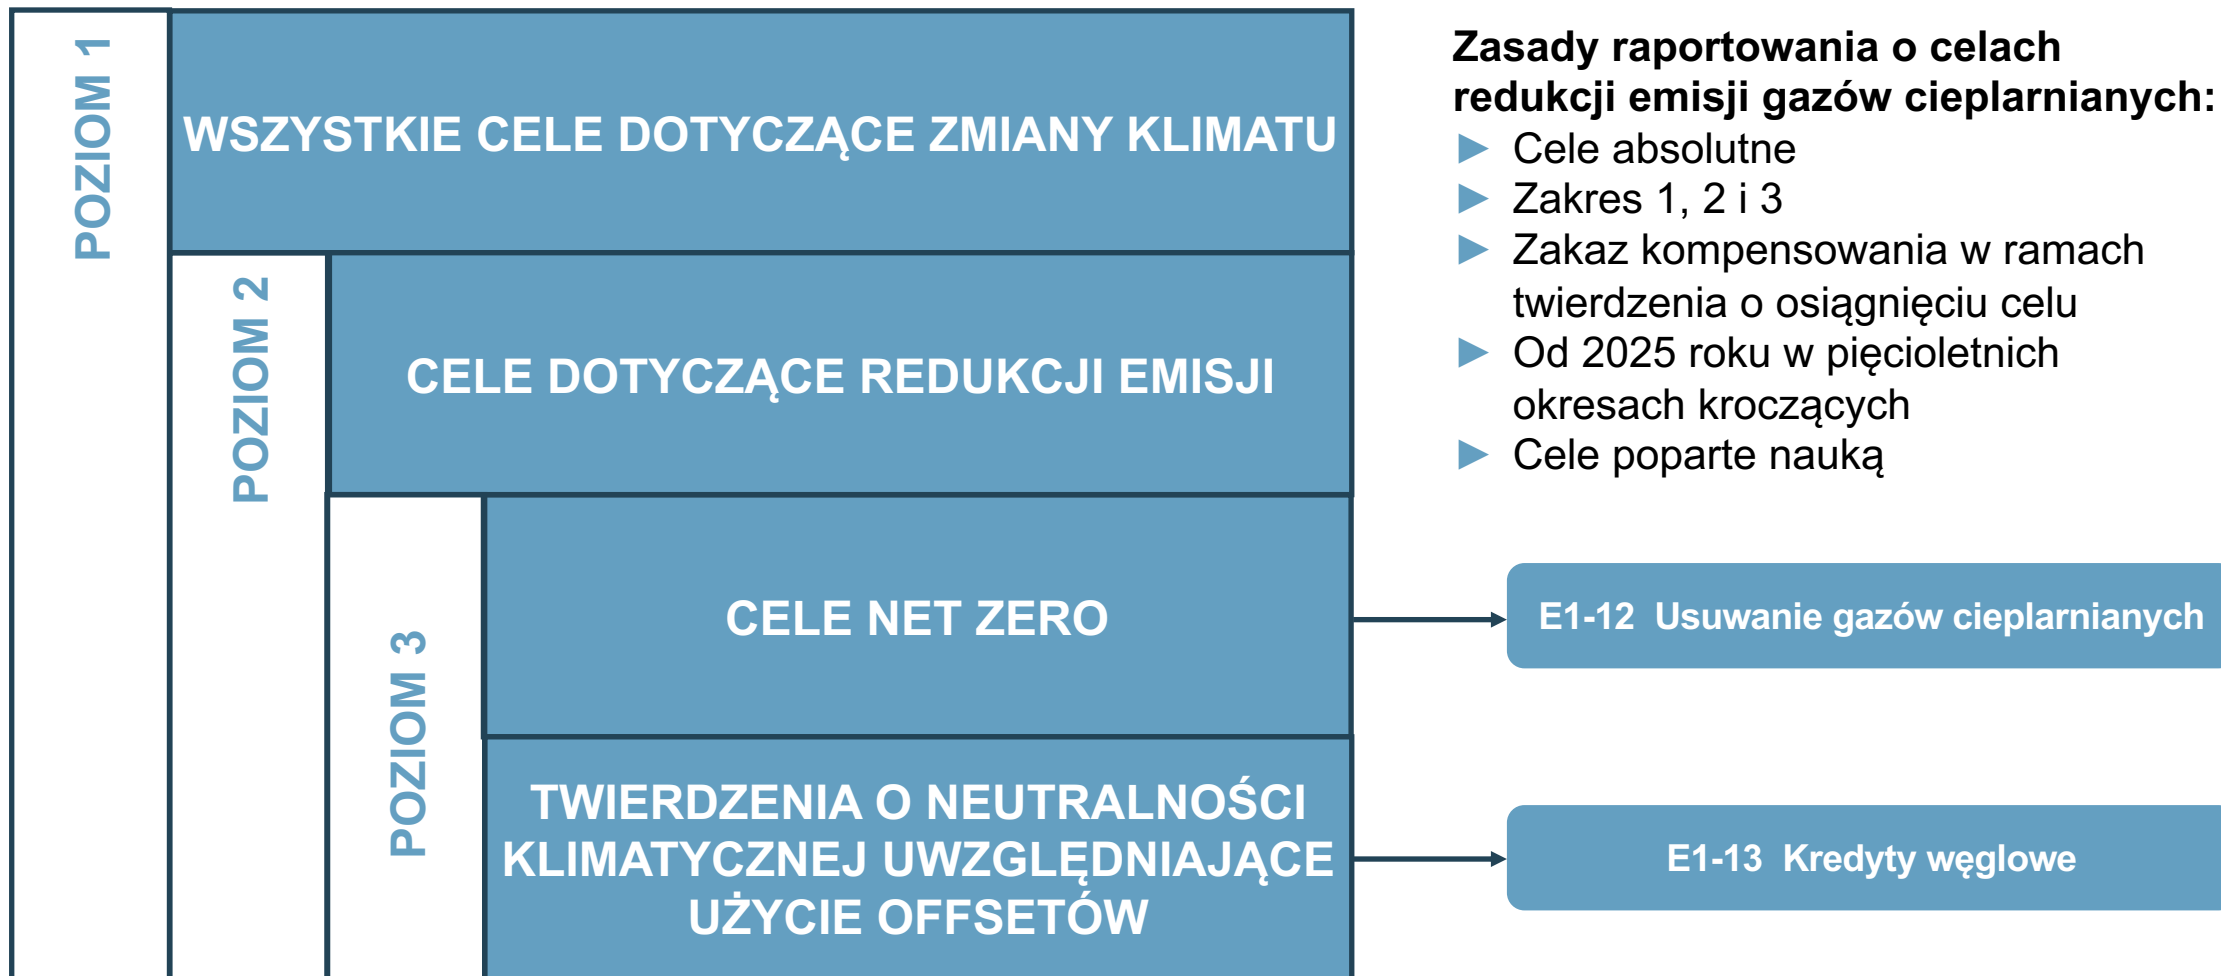 POZIOM 1
WSZYSTKIE CELE DOTYCZĄCE ZMIANY KLIMATU
POZIOM 2
CELE DOTYCZĄCE REDUKCJI EMISJI
POZIOM 3
CELE NET ZERO
TWIERDZENIA O NEUTRALNOŚCI
KLIMATYCZNEJ UWZGLĘDNIAJĄCE
UŻYCIE OFFSETÓW
Zasady raportowania o celach
redukcji emisji gazów cieplarnianych:
► Cele absolutne
► Zakres 1, 2 i 3
► Zakaz kompensowania w ramach
twierdzenia o osiągnięciu celu
► Od 2025 roku w pięcioletnich
okresach kroczących
► Cele poparte nauką
E1-12 Usuwanie gazów cieplarnianych
E1-13 Kredyty węglowe